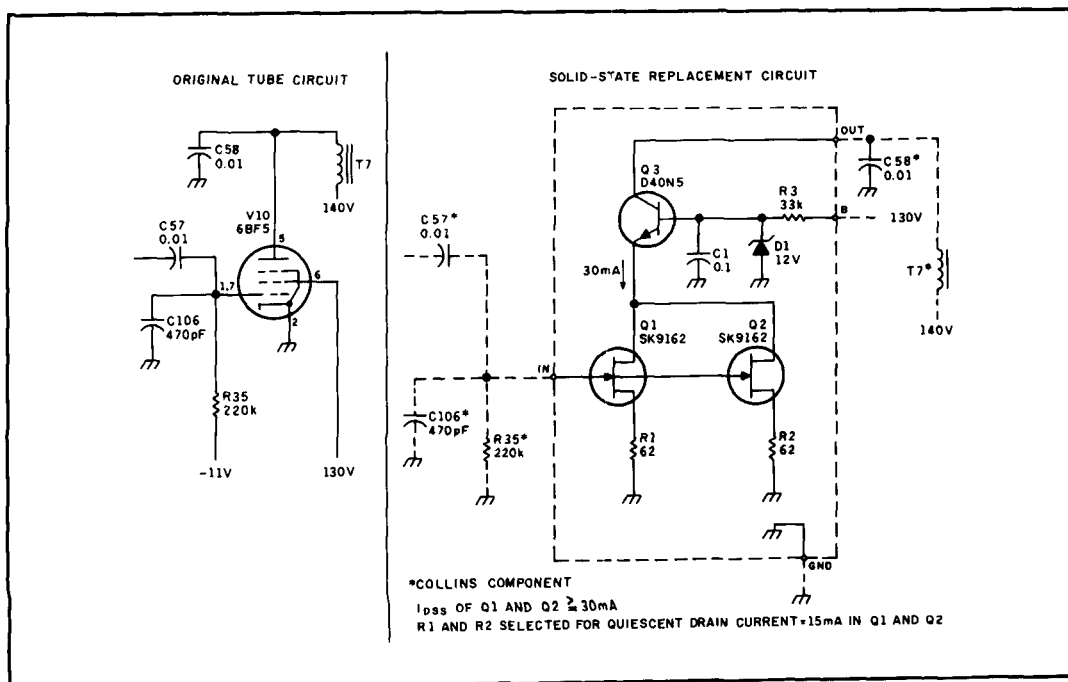 ORIGINAL TUBE CIRCUIT
C58
0.01
T7
140V
V10
6BF5
5
C57
0.01
6
1,7
2
C106
470pF
R35
220k
-11V
130V
SOLID-STATE REPLACEMENT CIRCUIT
OUT
C58*
0.01
Q3
D40N5
R3
33k
B
130V
C57*
0.01
C1
0.1
D1
12V
T7*
30mA
140V
Q1
SK9162
Q2
SK9162
IN
C106*
470pF
R35*
220k
R1
62
R2
62
GND
*COLLINS COMPONENT
IDSS OF Q1 AND Q2 ≧ 30mA
R1 AND R2 SELECTED FOR QUIESCENT DRAIN CURRENT=15mA IN Q1 AND Q2